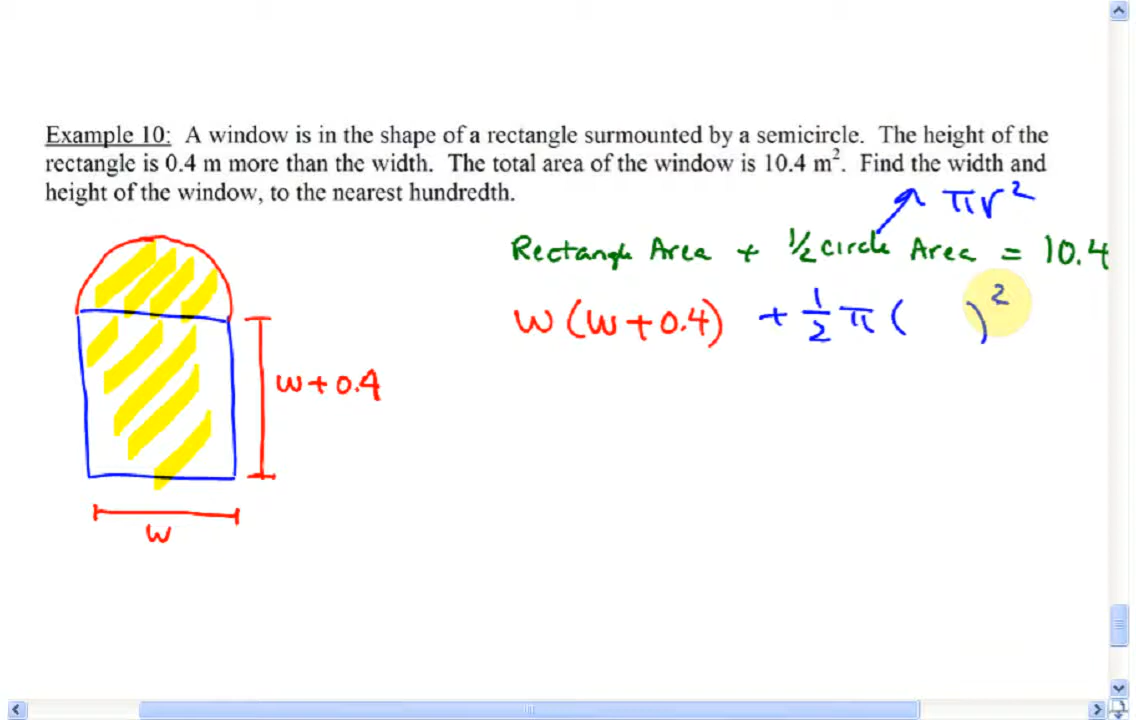 Example 10: A window is in the shape of a rectangle surmounted by a semicircle. The height of the
rectangle is 0.4 m more than the width. The total area of the window is 10.4 m². Find the width and
height of the window, to the nearest hundredth.
πr²
Rectangle Area + ½ circle Area = 10.4
w(w+0.4) + ½π( )²
w+0.4
w